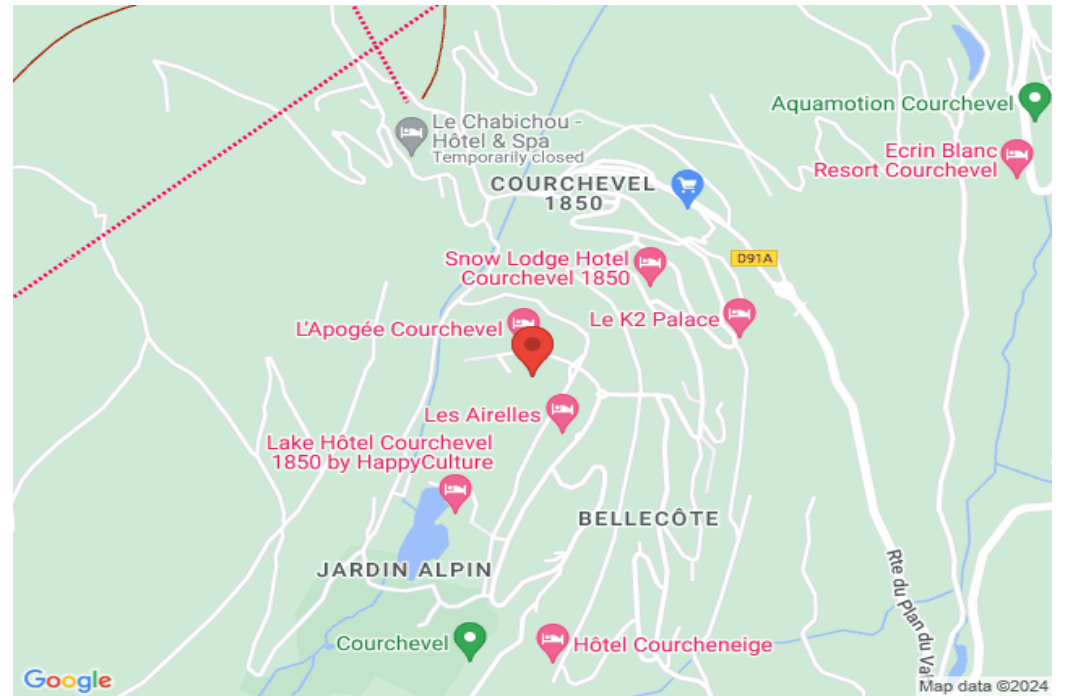 Aquamotion Courchevel
Le Chabichou -
Hôtel & Spa
Temporarily closed
Ecrin Blanc
Resort Courchevel
COURCHEVEL
1850
Snow Lodge Hotel
Courchevel 1850
D91A
L'Apogée Courchevel
Le K2 Palace
Les Airelles
Lake Hôtel Courchevel
1850 by HappyCulture
BELLECÔTE
JARDIN ALPIN
Rte du Plan du Va
Courchevel
Hôtel Courcheneige
Google
Map data ©2024